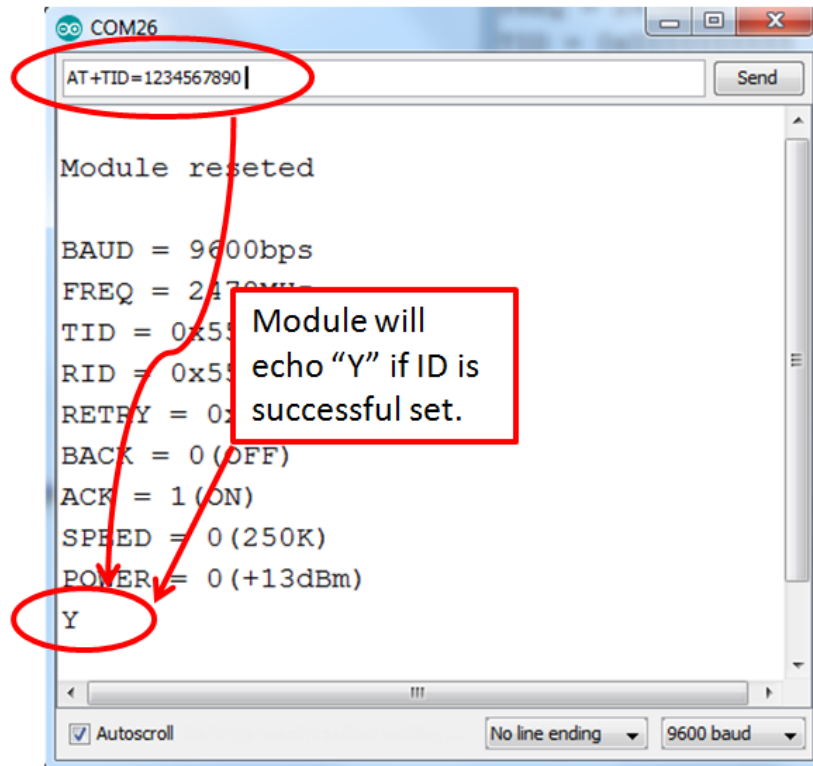 COM26
AT+TID=1234567890
Send
Module reseted
BAUD = 9600bps
FREQ = 2470MHz
TID = 0x55
RID = 0x55
RETRY = 0x
BACK = 0(OFF)
ACK = 1(ON)
SPEED = 0(250K)
POWER = 0(+13dBm)
Y
Module will
echo “Y” if ID is
successful set.
Autoscroll
No line ending
9600 baud